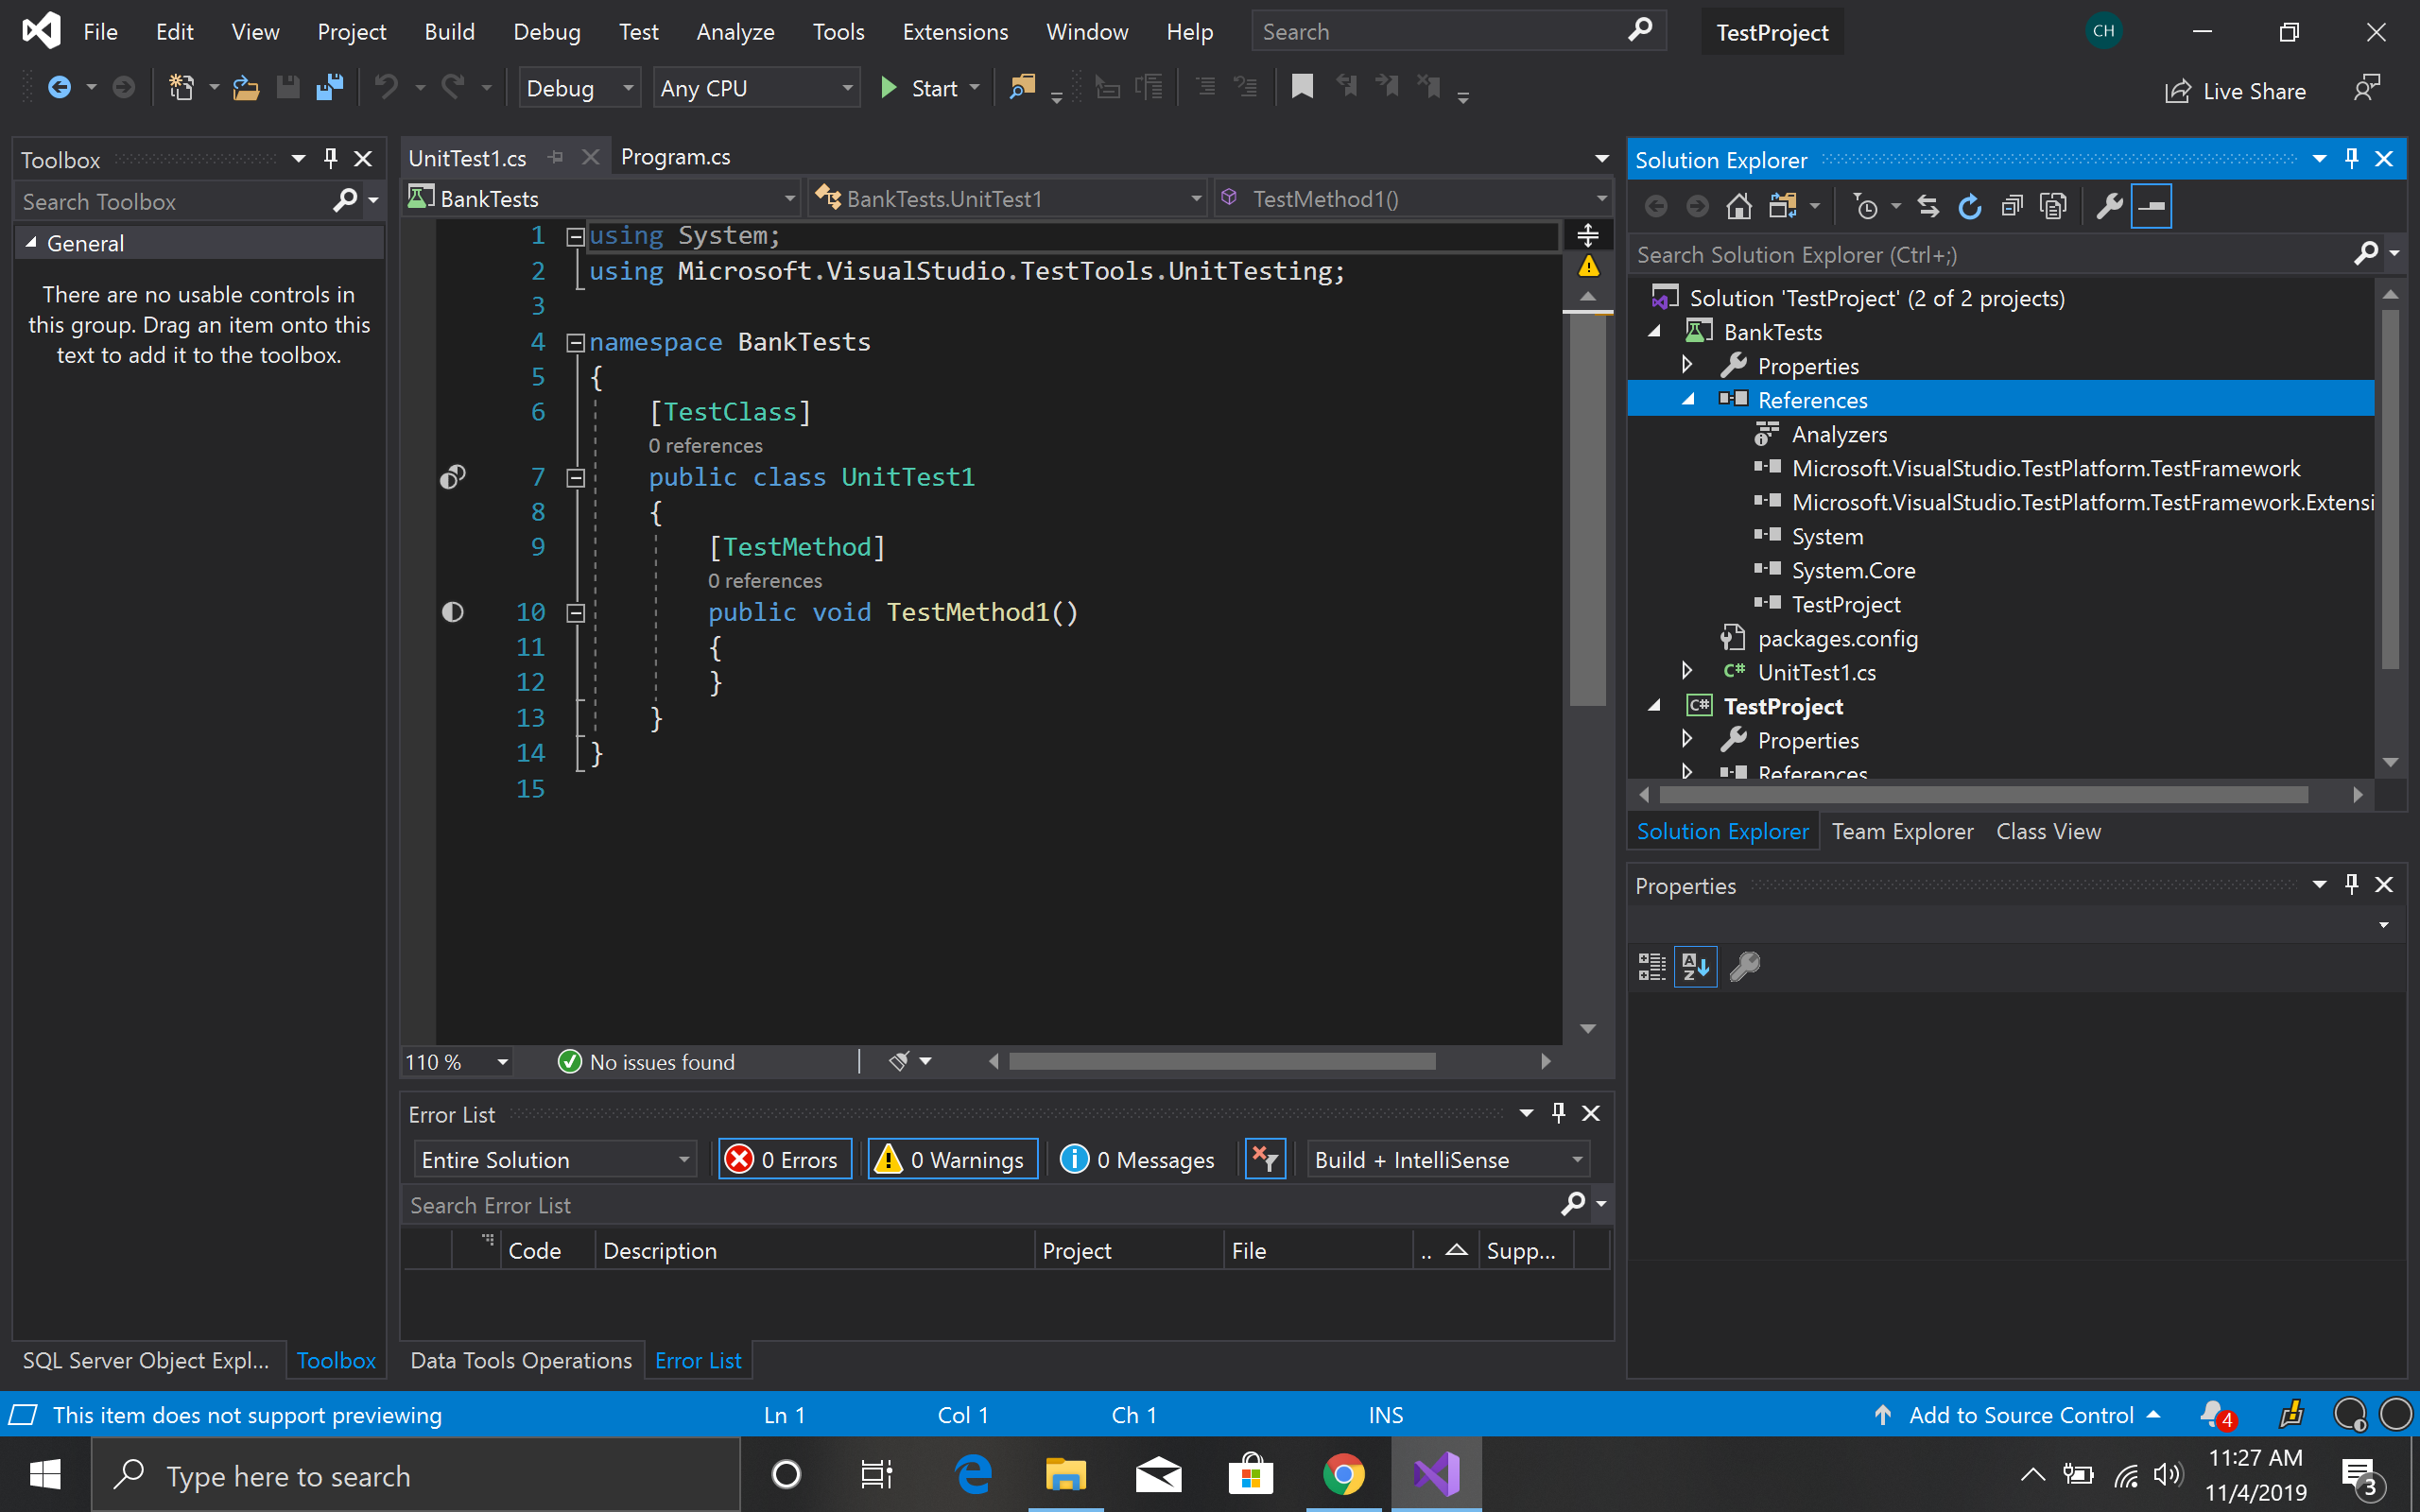 File Edit View Project Build Debug Test Analyze Tools Extensions Window Help Search TestProject CH
Debug Any CPU Start Live Share
Toolbox
Search Toolbox
General
There are no usable controls in
this group. Drag an item onto this
text to add it to the toolbox.
SQL Server Object Expl... Toolbox
UnitTest1.cs Program.cs
BankTests BankTests.UnitTest1 TestMethod1()
1 using System;
2 using Microsoft.VisualStudio.TestTools.UnitTesting;
3
4 namespace BankTests
5 {
6 [TestClass]
0 references
7 public class UnitTest1
8 {
9 [TestMethod]
0 references
10 public void TestMethod1()
11 {
12 }
13 }
14 }
15
110 % No issues found
Error List
Entire Solution 0 Errors 0 Warnings 0 Messages Build + IntelliSense
Search Error List
Code Description Project File .. Supp...
Data Tools Operations Error List
Solution Explorer
Search Solution Explorer (Ctrl+;)
Solution 'TestProject' (2 of 2 projects)
BankTests
Properties
References
Analyzers
Microsoft.VisualStudio.TestPlatform.TestFramework
Microsoft.VisualStudio.TestPlatform.TestFramework.Extensi
System
System.Core
TestProject
packages.config
C# UnitTest1.cs
C# TestProject
Properties
References
Solution Explorer Team Explorer Class View
Properties
This item does not support previewing Ln 1 Col 1 Ch 1 INS Add to Source Control 4
Type here to search
11:27 AM
11/4/2019
3